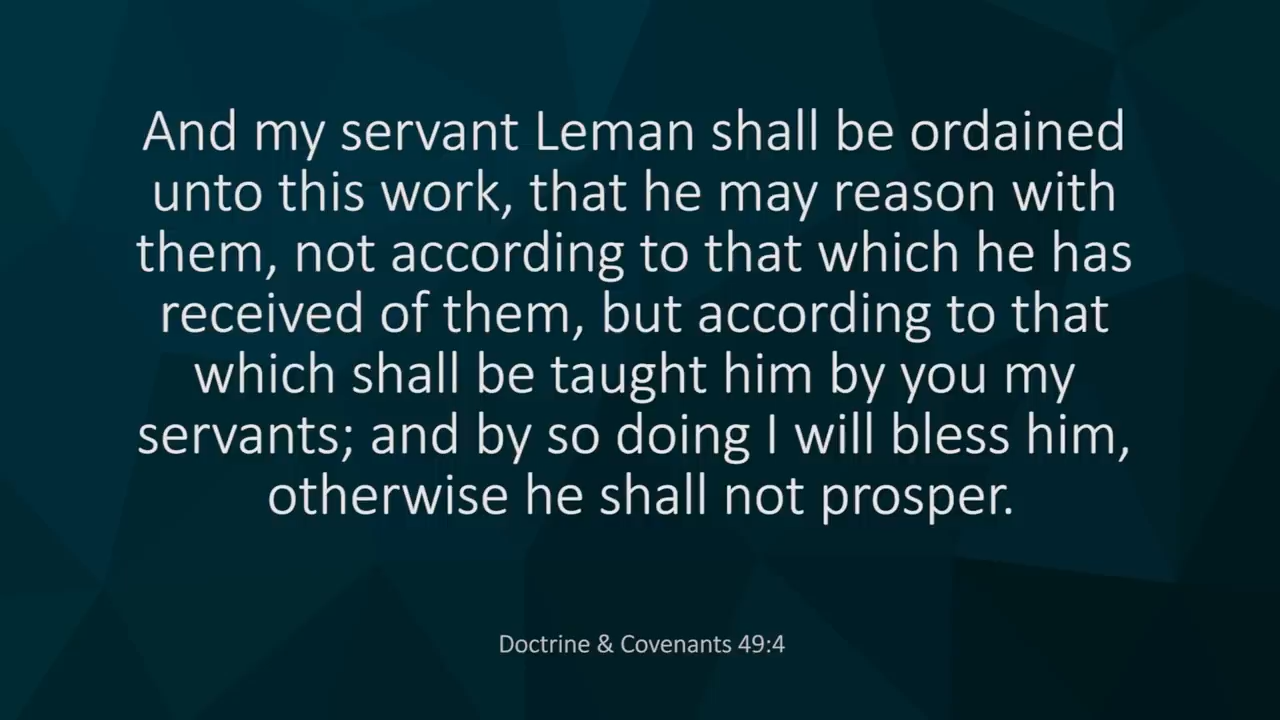 And my servant Leman shall be ordained
unto this work, that he may reason with
them, not according to that which he has
received of them, but according to that
which shall be taught him by you my
servants; and by so doing I will bless him,
otherwise he shall not prosper.
Doctrine & Covenants 49:4